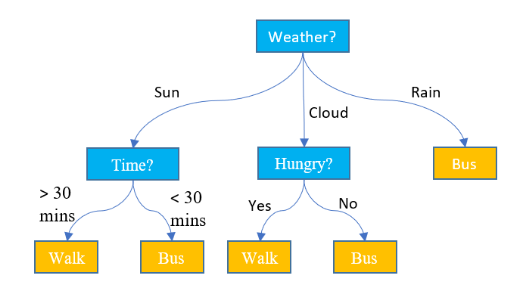 Weather?
Sun
Cloud
Rain
Time?
Hungry?
Bus
> 30
mins
< 30
mins
Yes
No
Walk
Bus
Walk
Bus